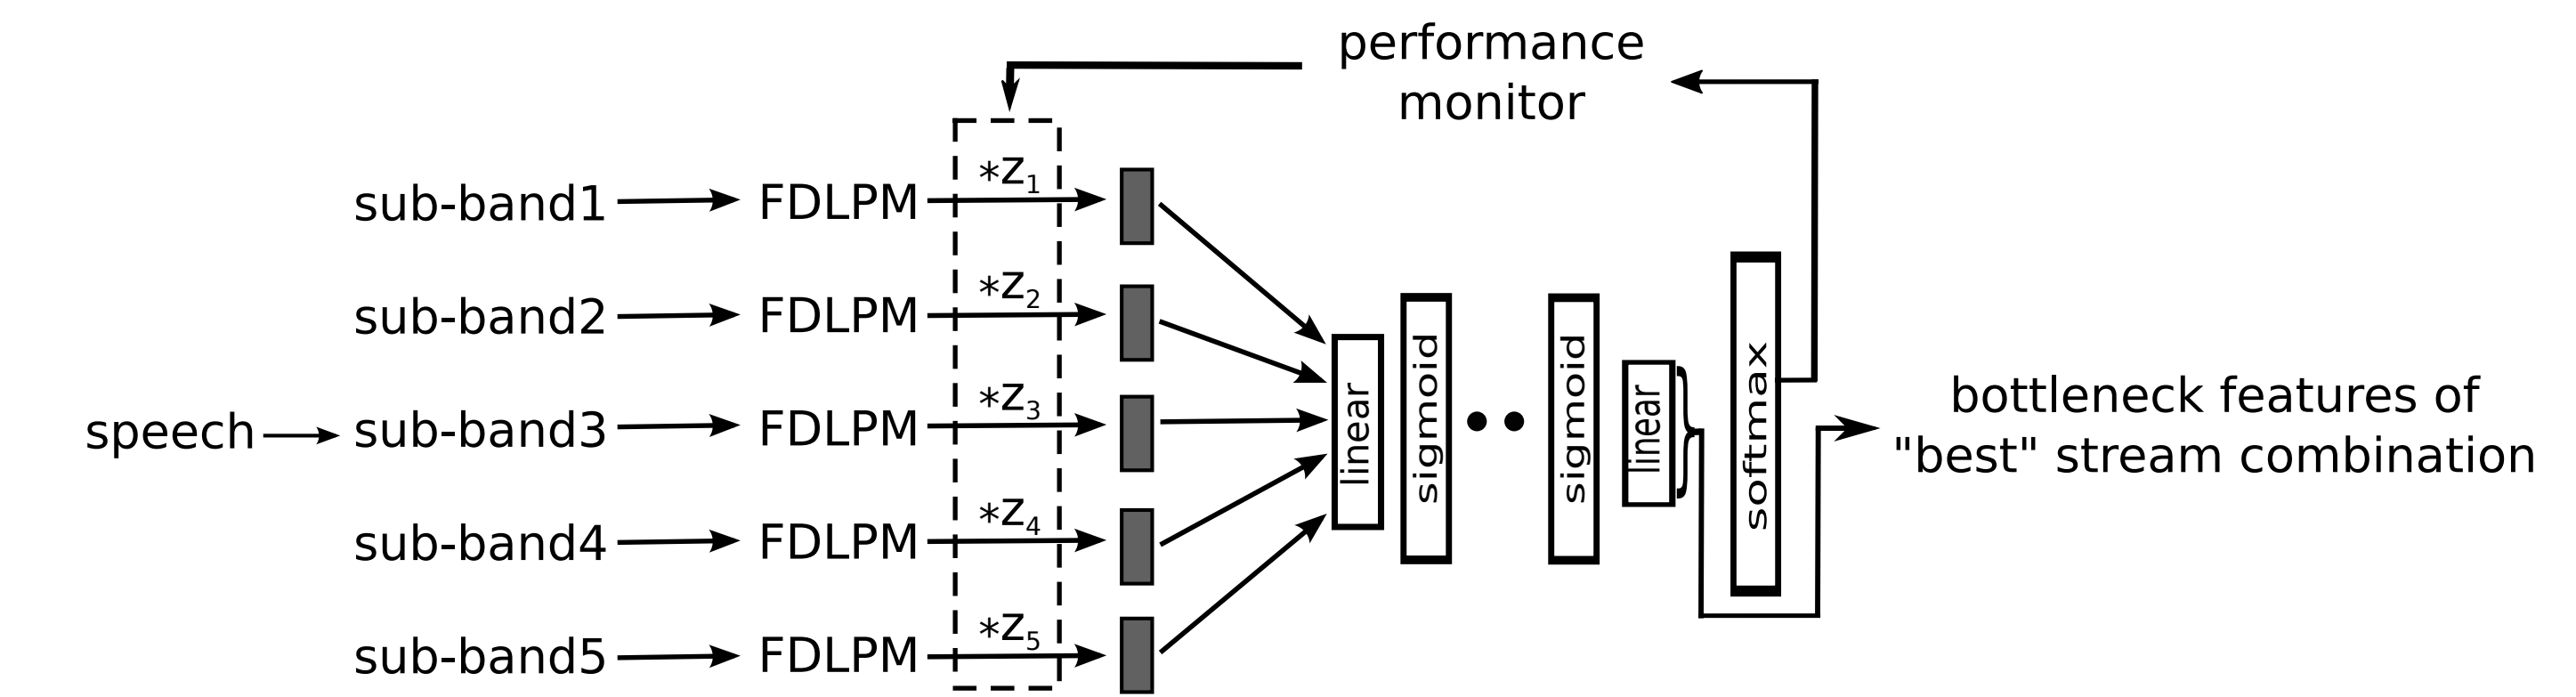 performance
monitor
sub-band1 FDLPM *z1
sub-band2 FDLPM *z2
speech sub-band3 FDLPM *z3
sub-band4 FDLPM *z4
sub-band5 FDLPM *z5
linear
sigmoid
sigmoid
linear
softmax
bottleneck features of
"best" stream combination